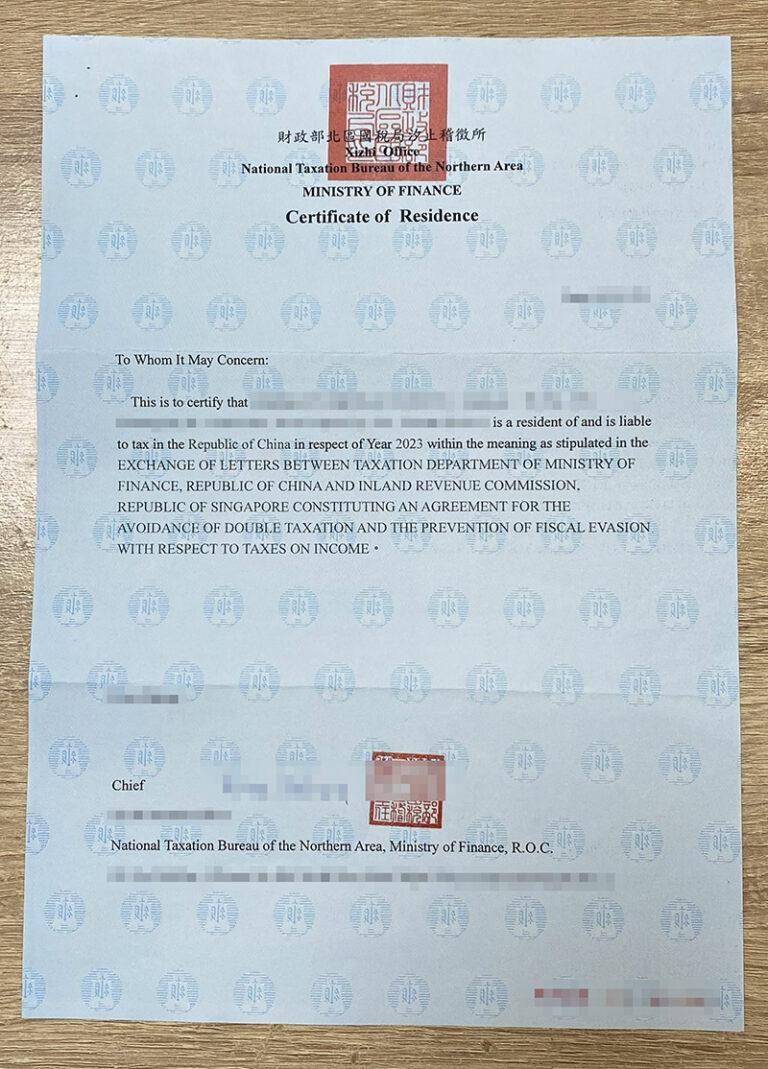 財政部北區國稅局汐止稽徵所
Xizhi Office
National Taxation Bureau of the Northern Area
MINISTRY OF FINANCE
Certificate of Residence
To Whom It May Concern:
This is to certify that
is a resident of and is liable
to tax in the Republic of China in respect of Year 2023 within the meaning as stipulated in the
EXCHANGE OF LETTERS BETWEEN TAXATION DEPARTMENT OF MINISTRY OF
FINANCE, REPUBLIC OF CHINA AND INLAND REVENUE COMMISSION,
REPUBLIC OF SINGAPORE CONSTITUTING AN AGREEMENT FOR THE
AVOIDANCE OF DOUBLE TAXATION AND THE PREVENTION OF FISCAL EVASION
WITH RESPECT TO TAXES ON INCOME。
Chief
National Taxation Bureau of the Northern Area, Ministry of Finance, R.O.C.